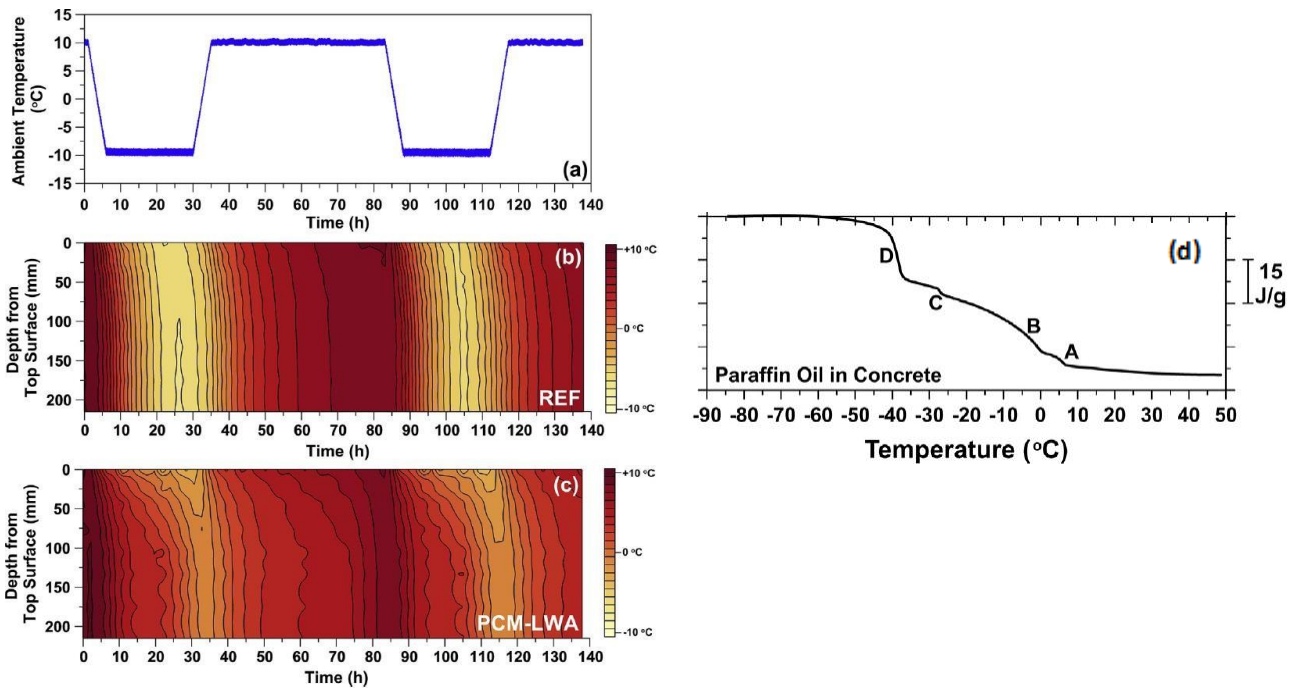 Ambient Temperature
(°C)
15
10
5
0
-5
-10
-15
(a)
0 10 20 30 40 50 60 70 80 90 100 110 120 130 140
Time (h)
Depth from
Top Surface (mm)
0
50
100
150
200
(b)
REF
+10 °C
0 °C
-10 °C
0 10 20 30 40 50 60 70 80 90 100 110 120 130 140
Time (h)
Depth from
Top Surface (mm)
0
50
100
150
200
(c)
PCM-LWA
+10 °C
0 °C
-10 °C
0 10 20 30 40 50 60 70 80 90 100 110 120 130 140
Time (h)
(d)
D
C
B
A
15
J/g
Paraffin Oil in Concrete
-90 -80 -70 -60 -50 -40 -30 -20 -10 0 10 20 30 40 50
Temperature (°C)